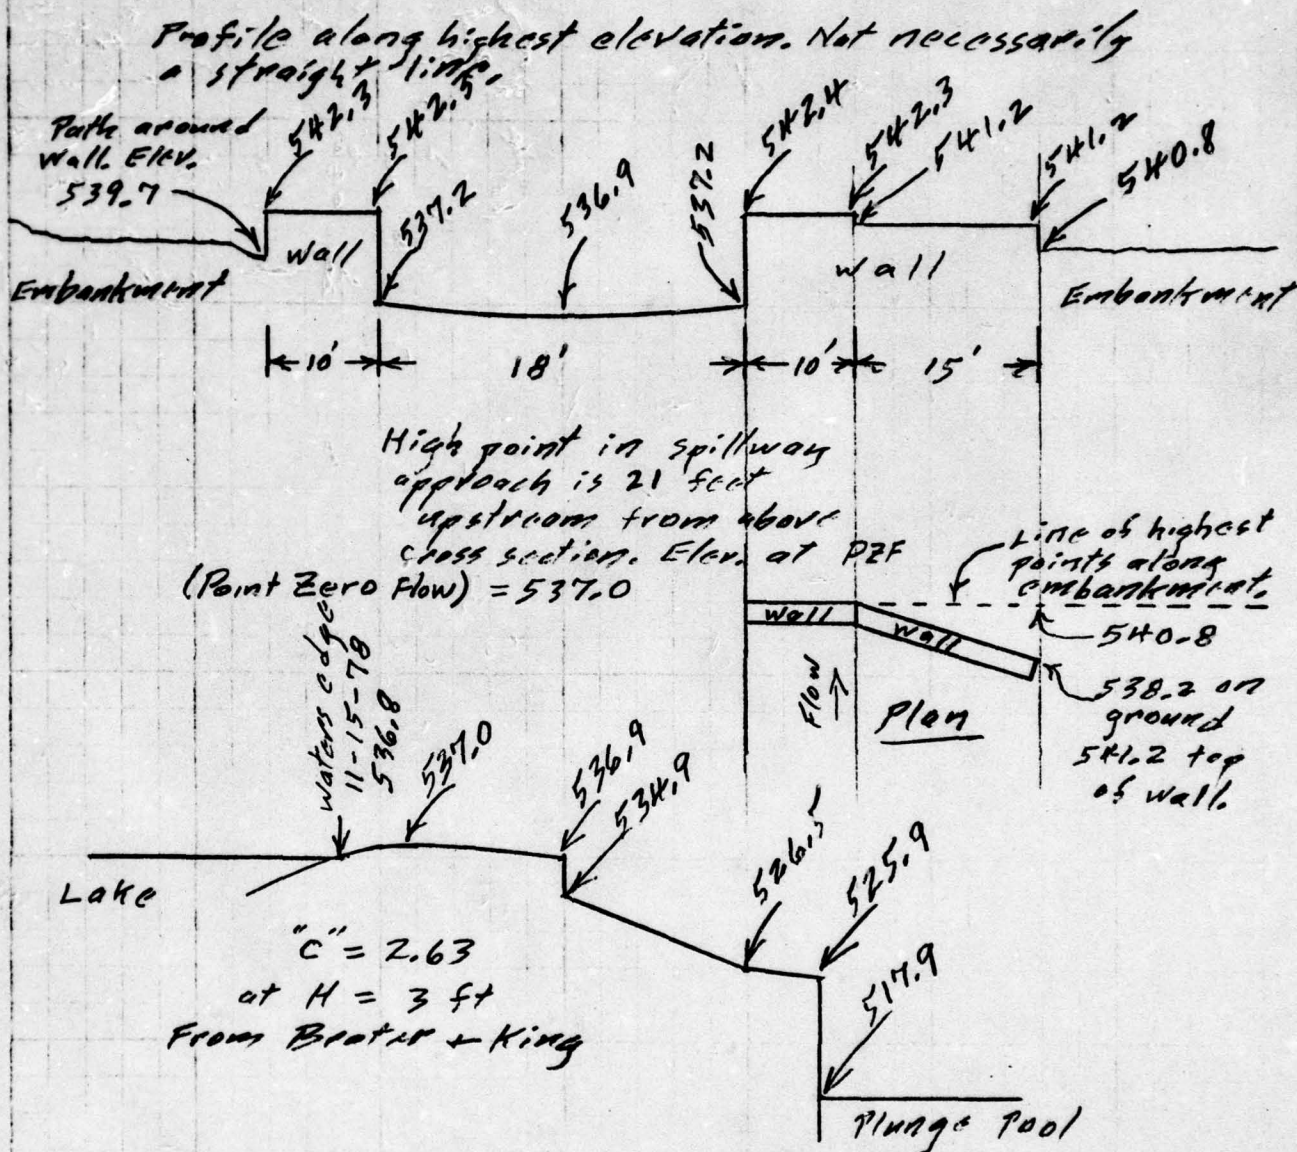 Profile along highest elevation. Not necessarily
a straight line.
Path around
Wall. Elev.
539.7
542.3
542.5
537.2
536.9
537.2
542.4
542.3
541.2
541.2
540.8
wall
wall
Embankment
Embankment
10'
18'
10'
15'
High point in spillway
approach is 21 feet
upstream from above
cross section. Elev. at PZF
(Point Zero Flow) = 537.0
Line of highest
points along
embankment.
540.8
wall
wall
Flow
Plan
538.2 on
ground
541.2 top
of wall.
waters edge
11-15-78
536.8
537.0
536.9
534.9
526.5
525.9
517.9
Lake
"C" = 2.63
at H = 3 ft
From Brater + King
Plunge Pool